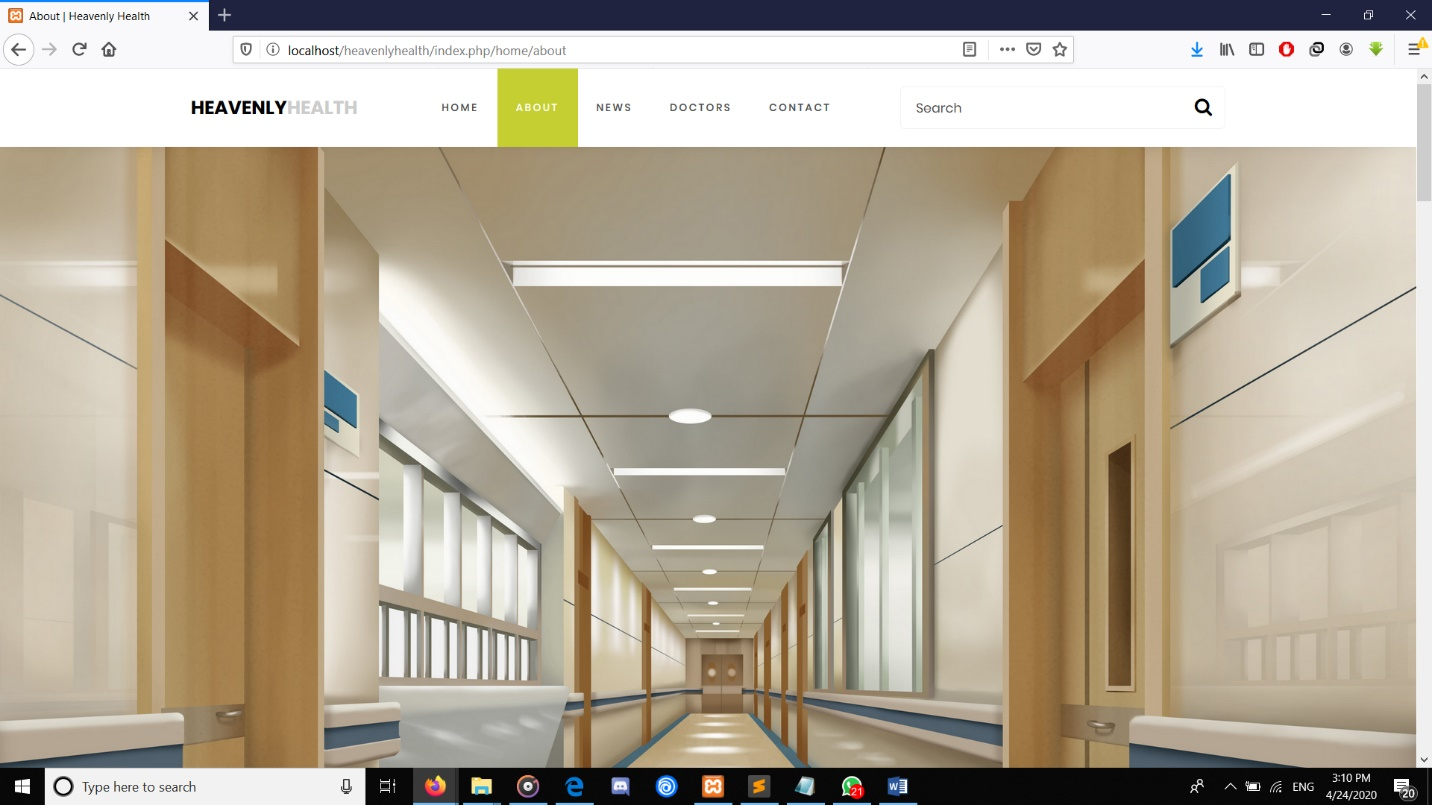 About | Heavenly Health
localhost/heavenlyhealth/index.php/home/about
HEAVENLYHEALTH
HOME
ABOUT
NEWS
DOCTORS
CONTACT
Search
Type here to search
21
ENG
3:10 PM
4/24/2020
20